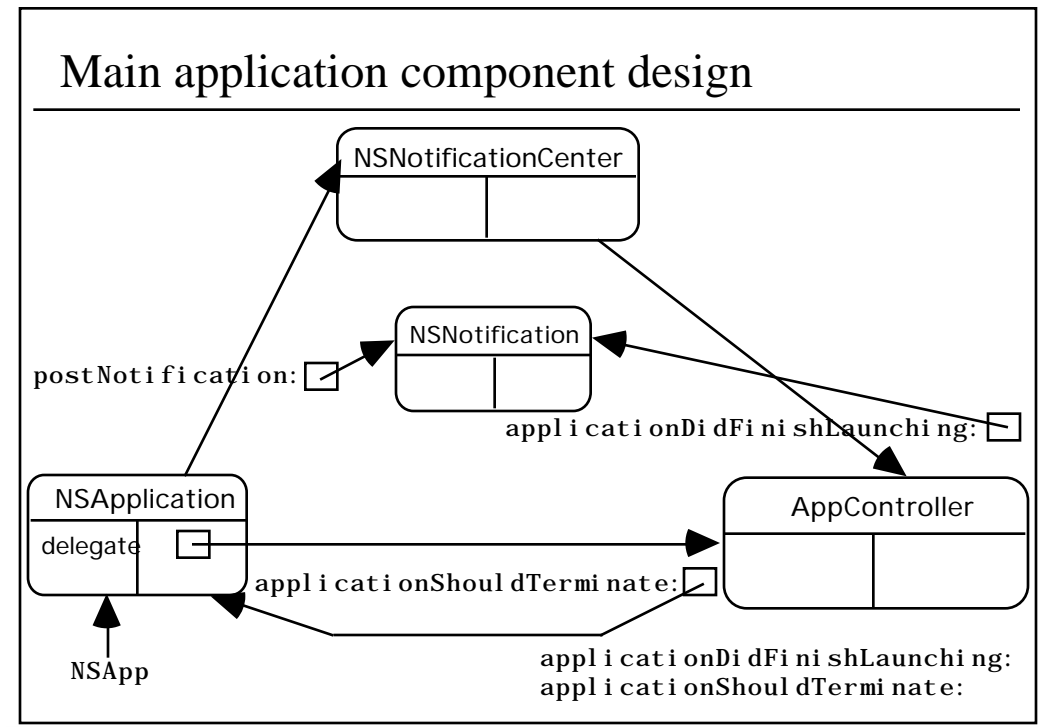 Main application component design
NSNotificationCenter
NSNotification
postNotification:
applicationDidFinishLaunching:
NSApplication
AppController
delegate
applicationShouldTerminate:
NSApp
applicationDidFinishLaunching:
applicationShouldTerminate: